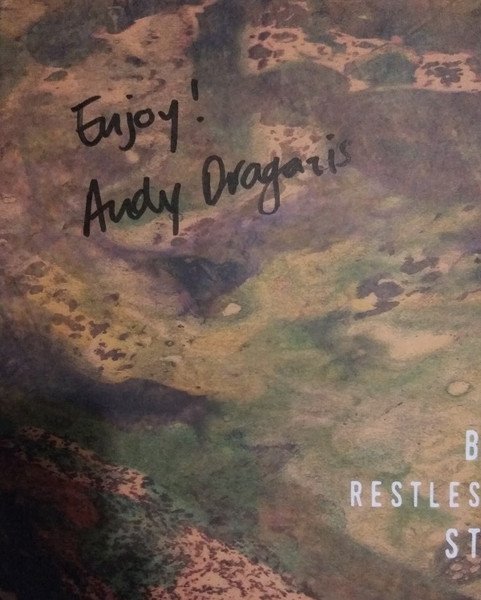 Enjoy!
Andy Dragazis
B
RESTLES
ST